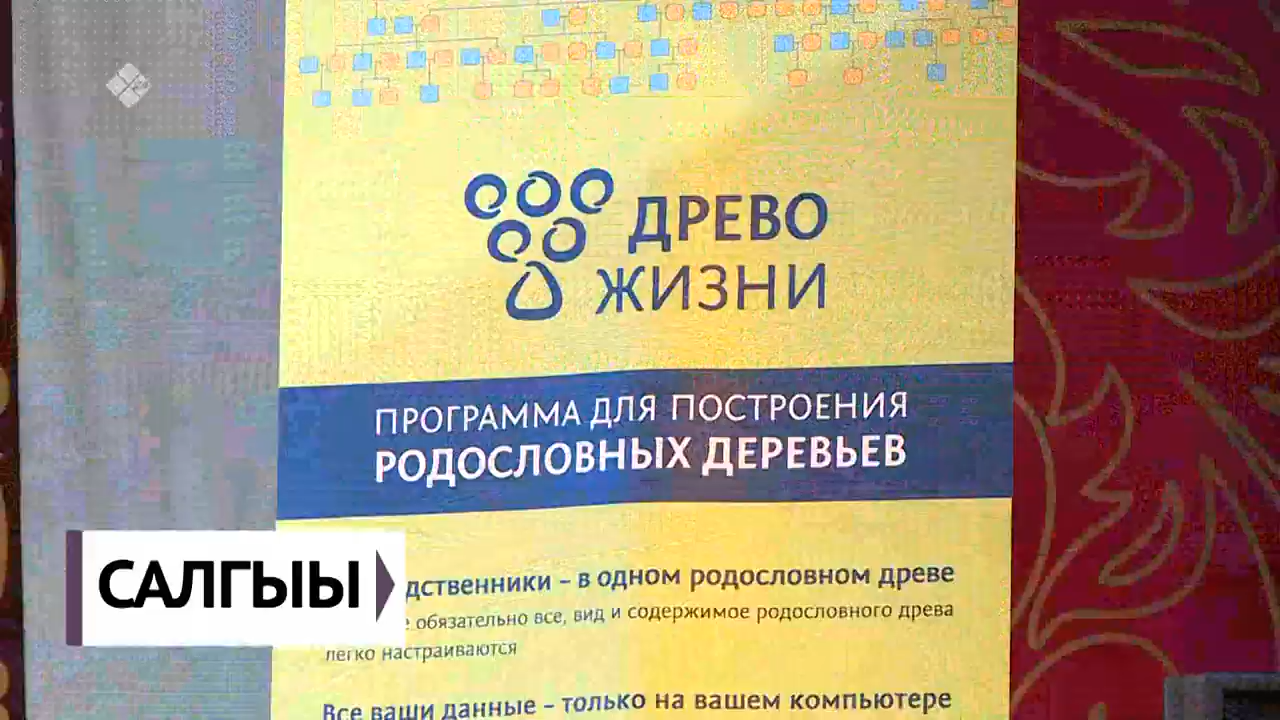 ДРЕВО
ЖИЗНИ
ПРОГРАММА ДЛЯ ПОСТРОЕНИЯ
РОДОСЛОВНЫХ ДЕРЕВЬЕВ
САЛГЫЫ
– в одном родословном древе
обязательно все, вид и содержимое родословного древа
легко настраиваются
Все ваши данные – только на вашем компьютере